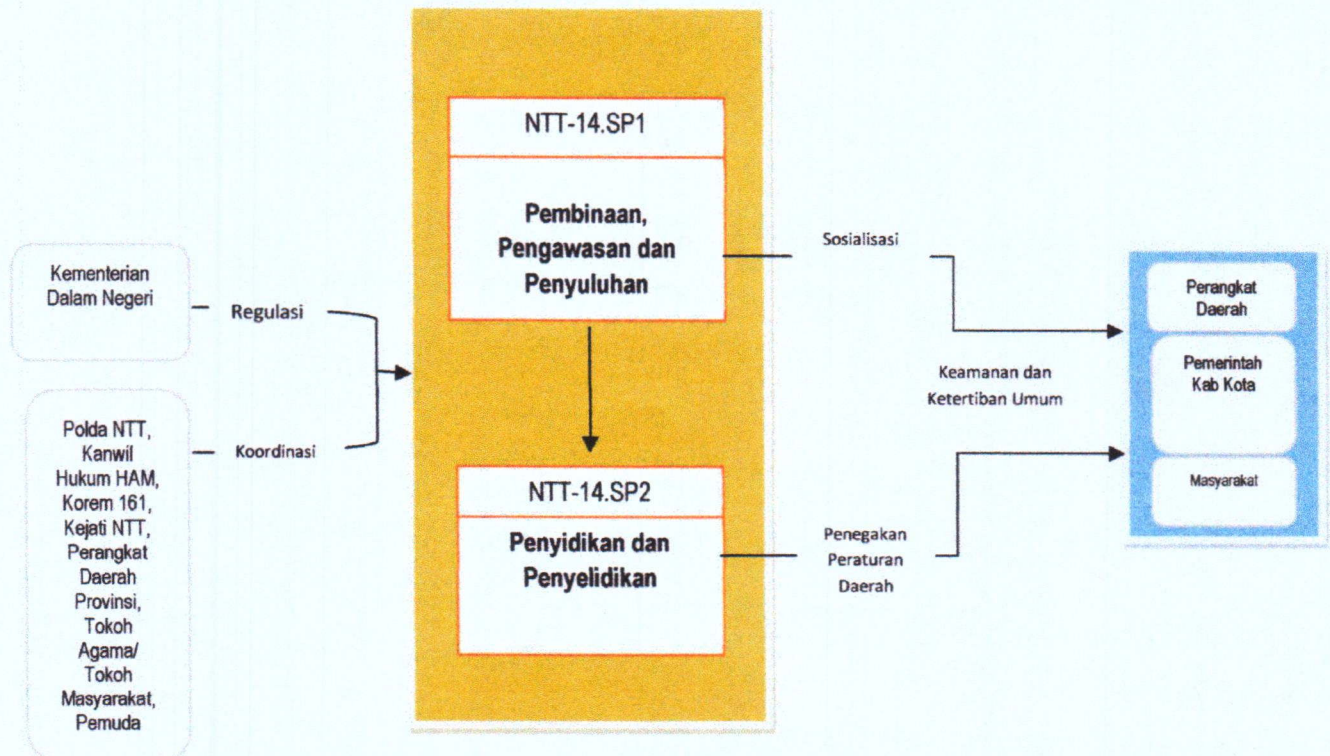 Kementerian
Dalam Negeri
Regulasi
Polda NTT,
Kanwil
Hukum HAM,
Korem 161,
Kejati NTT,
Perangkat
Daerah
Provinsi,
Tokoh
Agama/
Tokoh
Masyarakat,
Pemuda
Koordinasi
NTT-14.SP1
Pembinaan,
Pengawasan dan
Penyuluhan
NTT-14.SP2
Penyidikan dan
Penyelidikan
Sosialisasi
Keamanan dan
Ketertiban Umum
Penegakan
Peraturan
Daerah
Perangkat
Daerah
Pemerintah
Kab Kota
Masyarakat